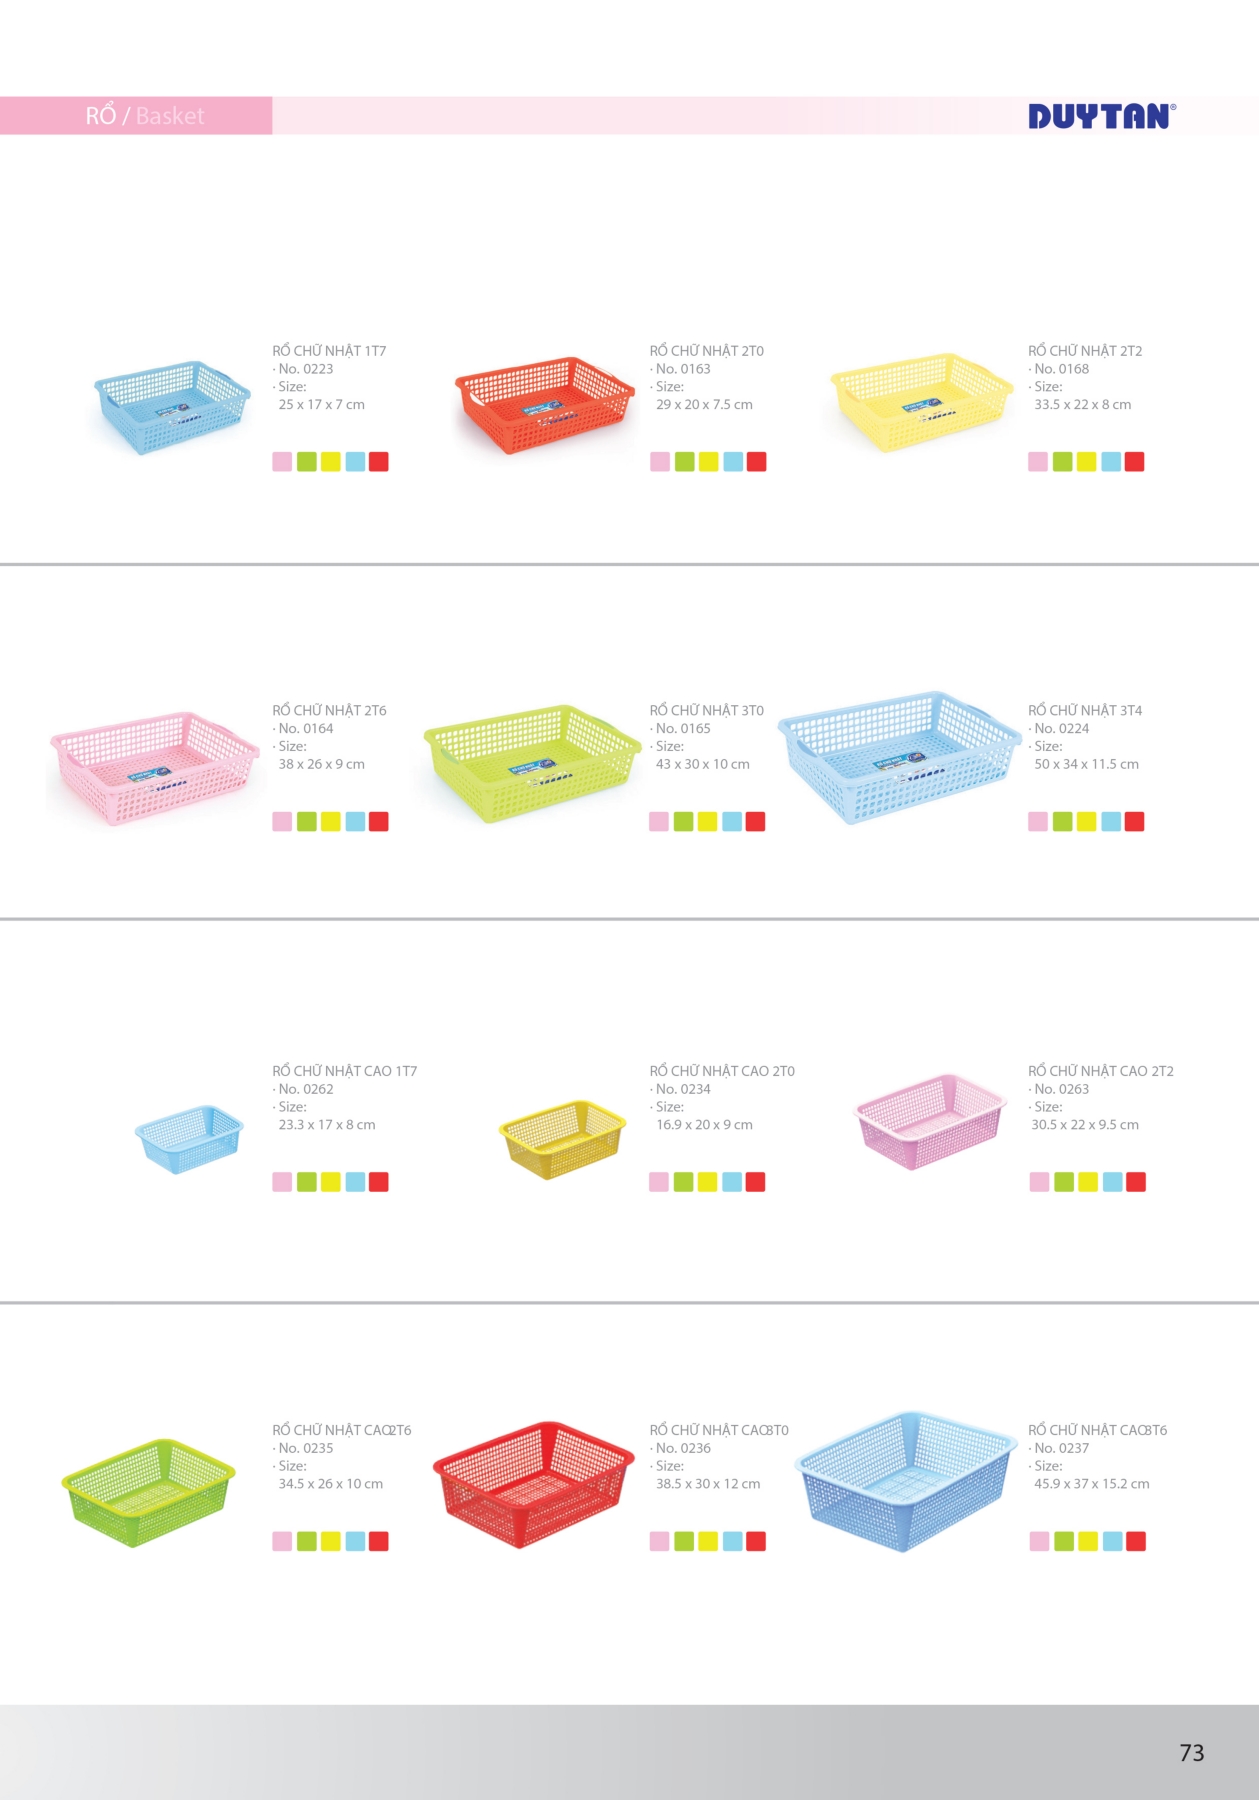 RỔ / Basket
DUYTAN®
RỔ CHỮ NHẬT 1T7
· No. 0223
· Size:
25 x 17 x 7 cm
RỔ CHỮ NHẬT 2T0
· No. 0163
· Size:
29 x 20 x 7.5 cm
RỔ CHỮ NHẬT 2T2
· No. 0168
· Size:
33.5 x 22 x 8 cm
RỔ CHỮ NHẬT 2T6
· No. 0164
· Size:
38 x 26 x 9 cm
RỔ CHỮ NHẬT 3T0
· No. 0165
· Size:
43 x 30 x 10 cm
RỔ CHỮ NHẬT 3T4
· No. 0224
· Size:
50 x 34 x 11.5 cm
RỔ CHỮ NHẬT CAO 1T7
· No. 0262
· Size:
23.3 x 17 x 8 cm
RỔ CHỮ NHẬT CAO 2T0
· No. 0234
· Size:
16.9 x 20 x 9 cm
RỔ CHỮ NHẬT CAO 2T2
· No. 0263
· Size:
30.5 x 22 x 9.5 cm
RỔ CHỮ NHẬT CAO2T6
· No. 0235
· Size:
34.5 x 26 x 10 cm
RỔ CHỮ NHẬT CAO3T0
· No. 0236
· Size:
38.5 x 30 x 12 cm
RỔ CHỮ NHẬT CAO3T6
· No. 0237
· Size:
45.9 x 37 x 15.2 cm
73